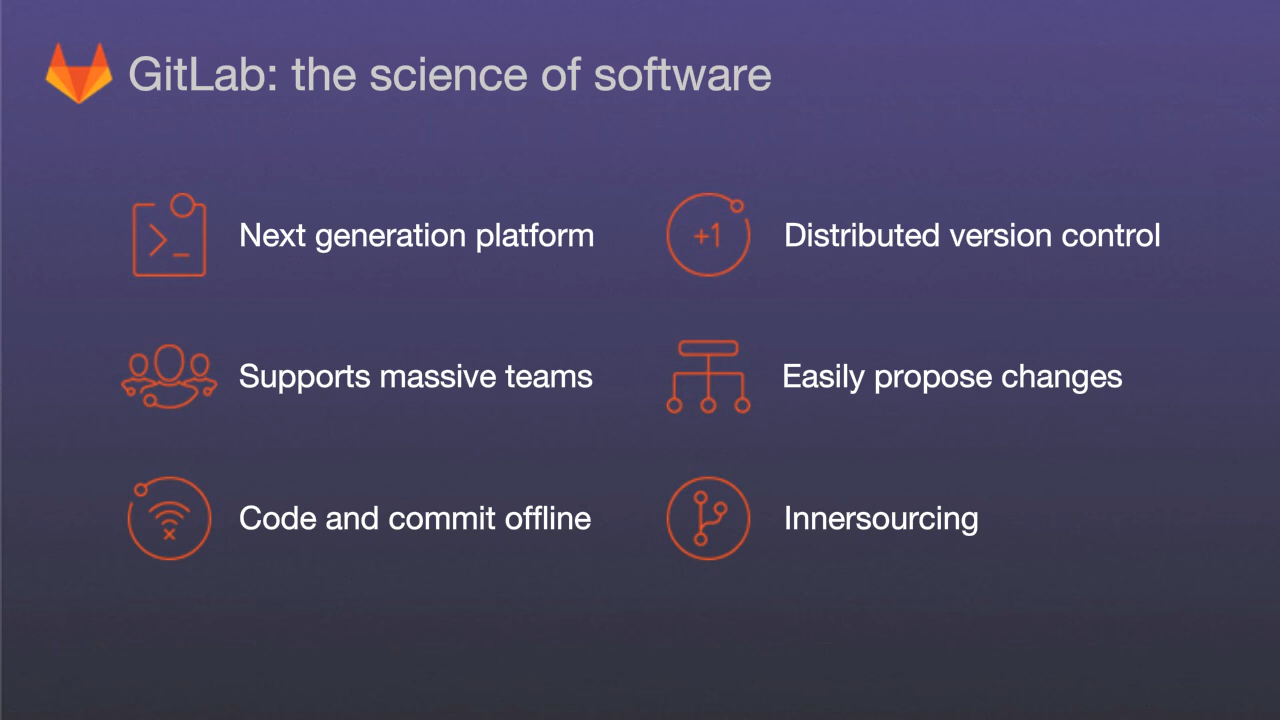 GitLab: the science of software
Next generation platform
+1
Distributed version control
Supports massive teams
Easily propose changes
Code and commit offline
Innersourcing